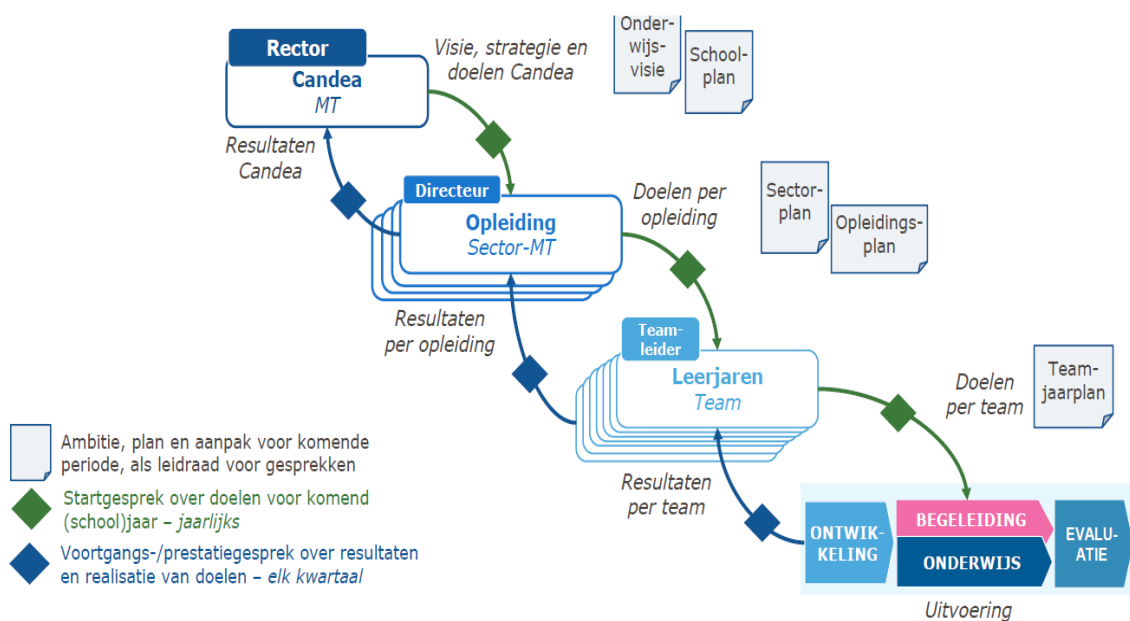 Rector
Candea
MT
Visie, strategie en
doelen Candea
Onder-
wijs-
visie
School-
plan
Resultaten
Candea
Directeur
Opleiding
Sector-MT
Doelen per
opleiding
Sector-
plan
Opleidings-
plan
Resultaten
per opleiding
Team-
leider
Leerjaren
Team
Doelen
per team
Team-
jaarplan
Ambitie, plan en aanpak voor komende
periode, als leidraad voor gesprekken
Startgesprek over doelen voor komend
(school)jaar – jaarlijks
Voortgangs-/prestatiegesprek over resultaten
en realisatie van doelen – elk kwartaal
Resultaten
per team
ONTWIK-
KELING
BEGELEIDING
ONDERWIJS
EVALU-
ATIE
Uitvoering